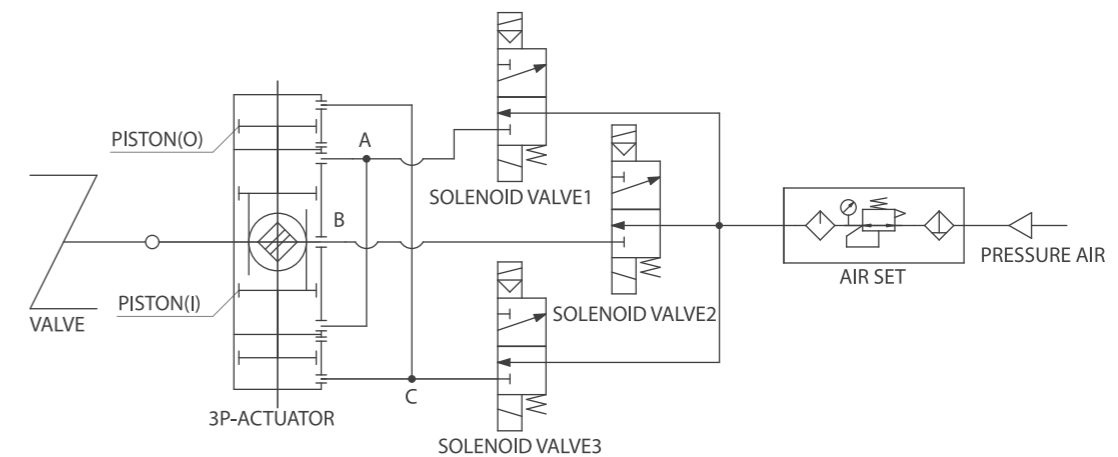 PISTON(O)
A
SOLENOID VALVE1
B
PRESSURE AIR
AIR SET
PISTON(I)
VALVE
SOLENOID VALVE2
C
3P-ACTUATOR
SOLENOID VALVE3